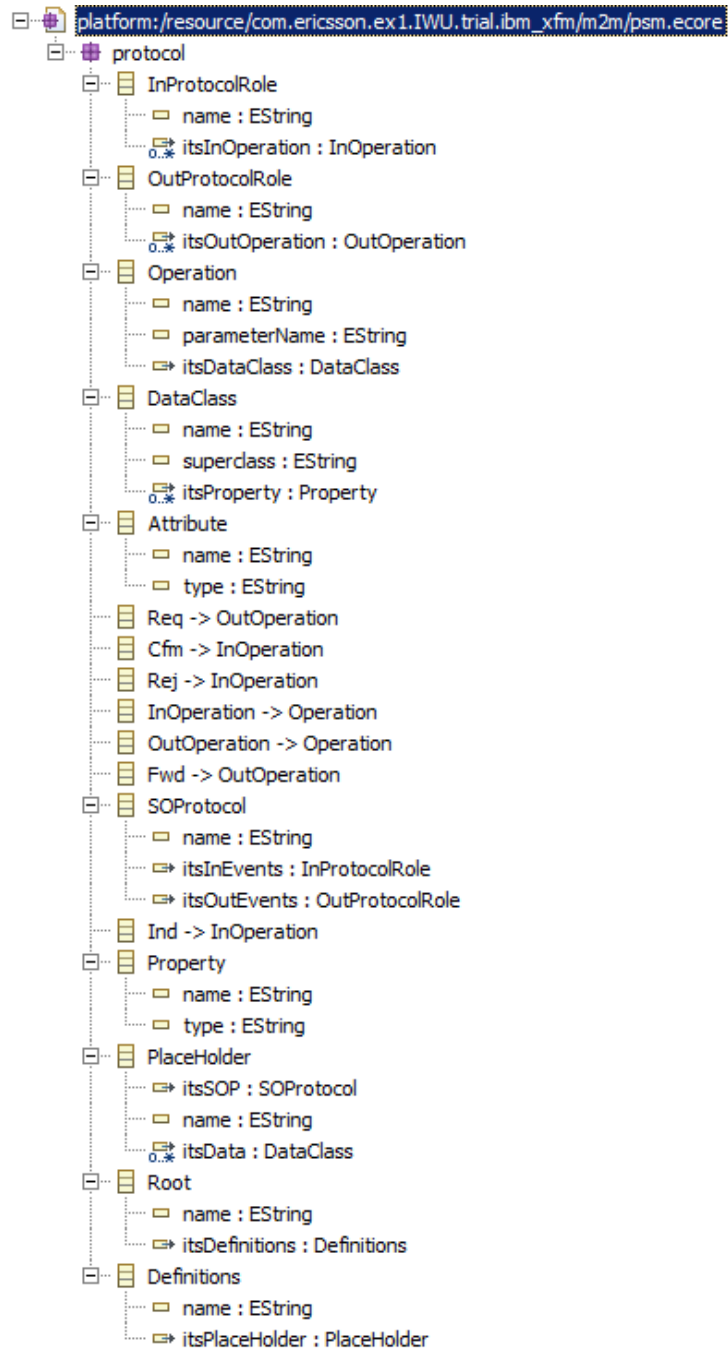 platform:/resource/com.ericsson.ex1.IWU.trial.ibm_xfm/m2m/psm.ecore
protocol
InProtocolRole
name : EString
0..* itsInOperation : InOperation
OutProtocolRole
name : EString
0..* itsOutOperation : OutOperation
Operation
name : EString
parameterName : EString
itsDataClass : DataClass
DataClass
name : EString
superclass : EString
0..* itsProperty : Property
Attribute
name : EString
type : EString
Req -> OutOperation
Cfm -> InOperation
Rej -> InOperation
InOperation -> Operation
OutOperation -> Operation
Fwd -> OutOperation
SOProtocol
name : EString
itsInEvents : InProtocolRole
itsOutEvents : OutProtocolRole
Ind -> InOperation
Property
name : EString
type : EString
PlaceHolder
itsSOP : SOProtocol
name : EString
0..* itsData : DataClass
Root
name : EString
itsDefinitions : Definitions
Definitions
name : EString
itsPlaceHolder : PlaceHolder